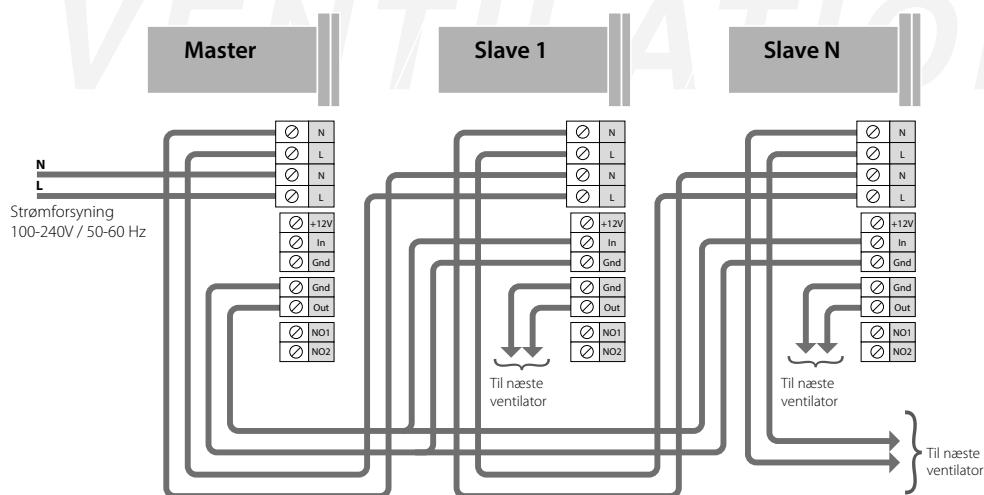 VENTILATION
Master
Slave 1
Slave N
N
L
Strømforsyning
100-240V / 50-60 Hz
N
L
N
L
+12V
In
Gnd
Gnd
Out
NO1
NO2
N
L
N
L
+12V
In
Gnd
Gnd
Out
NO1
NO2
Til næste
ventilator
N
L
N
L
+12V
In
Gnd
Gnd
Out
NO1
NO2
Til næste
ventilator
Til næste
ventilator